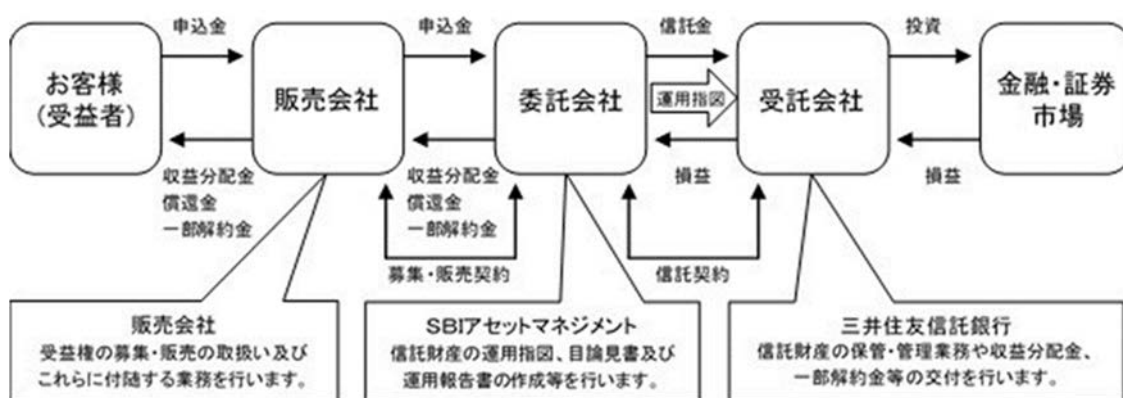 申込金
申込金
信託金
投資
お客様
(受益者)
販売会社
委託会社
運用指図
受託会社
金融・証券
市場
収益分配金
償還金
一部解約金
収益分配金
償還金
一部解約金
損益
損益
募集・販売契約
信託契約
販売会社
受益権の募集・販売の取扱い及び
これらに付随する業務を行います。
SBIアセットマネジメント
信託財産の運用指図、目論見書及び
運用報告書の作成等を行います。
三井住友信託銀行
信託財産の保管・管理業務や収益分配金、
一部解約金等の交付を行います。